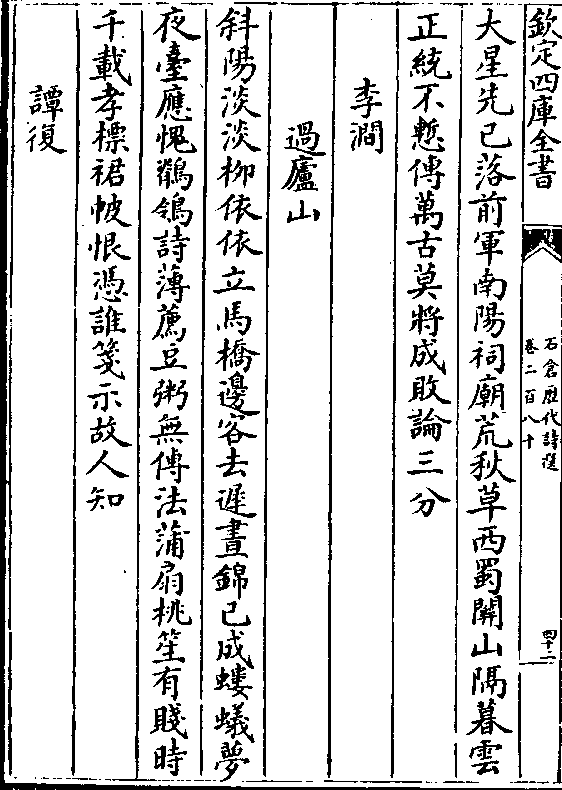 欽定四庫全書
石倉歷代詩選
卷二百八十
四十二
大星先已落前軍南陽祠廟荒秋草西蜀關山隔暮雲
正統不慙傳萬古莫將成敗論三分
李澗
過廬山
斜陽淡淡柳依依立馬橋邊客去遲晝錦已成螻蟻夢
夜臺應愧鶺鴒詩薄薦豆粥無傳法蒲扇桃笙有賤時
千載孝標裙帔恨憑誰箋示故人知
譚復